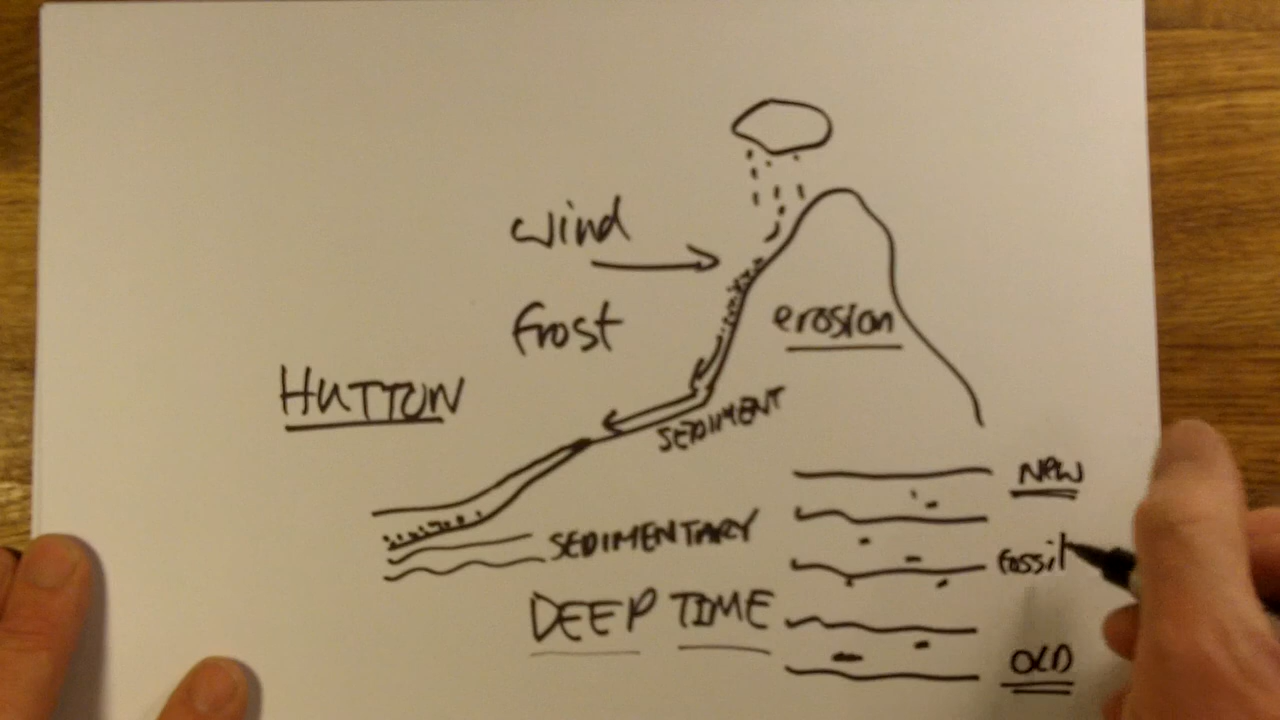 wind
frost
erosion
HUTTON
SEDIMENT
NEW
SEDIMENTARY
fossil
DEEP TIME
OLD